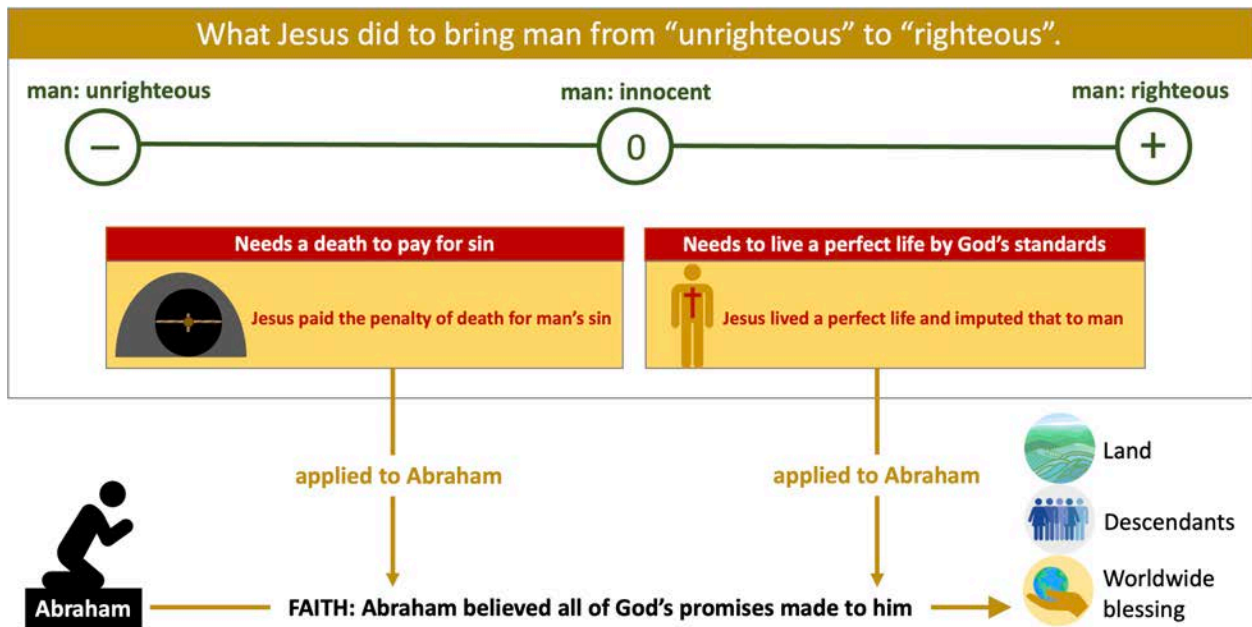 What Jesus did to bring man from “unrighteous” to “righteous”.
man: unrighteous
man: innocent
man: righteous
−
0
+
Needs a death to pay for sin
Jesus paid the penalty of death for man’s sin
Needs to live a perfect life by God’s standards
Jesus lived a perfect life and imputed that to man
applied to Abraham
applied to Abraham
Land
Descendants
Worldwide
blessing
Abraham
FAITH: Abraham believed all of God’s promises made to him